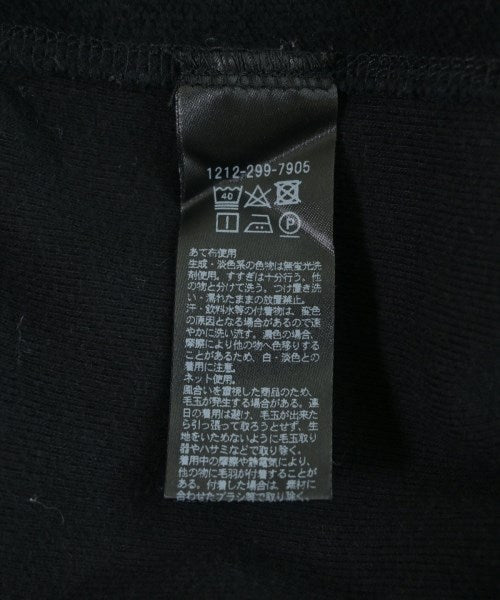 1212-299-7905
40
P
あて布使用
生成・淡色系の色物は無蛍光洗
剤使用。すすぎは十分行う、他
の物と分けて洗う、つけ置き洗
い・濡れたままの放置禁止。
汗・飲料水等の付着物は、変色
の原因となる場合があるので速
やかに洗い流す。濃色の場合、
摩擦により他の物へ色移りする
ことがあるため、白・淡色との
着用に注意。
ネット使用。
風合いを重視した商品のため、
毛玉が発生する場合がある。連
日の着用は避け、毛玉が出来た
ら引っ張って取ろうとせず、生
地をいためないように毛玉取り
器やハサミなどで取り除く。
着用中の摩擦や静電気により、
他の物に毛羽が付着することが
ある。付着した場合は、素材に
合わせたブラシ等で取り除く。